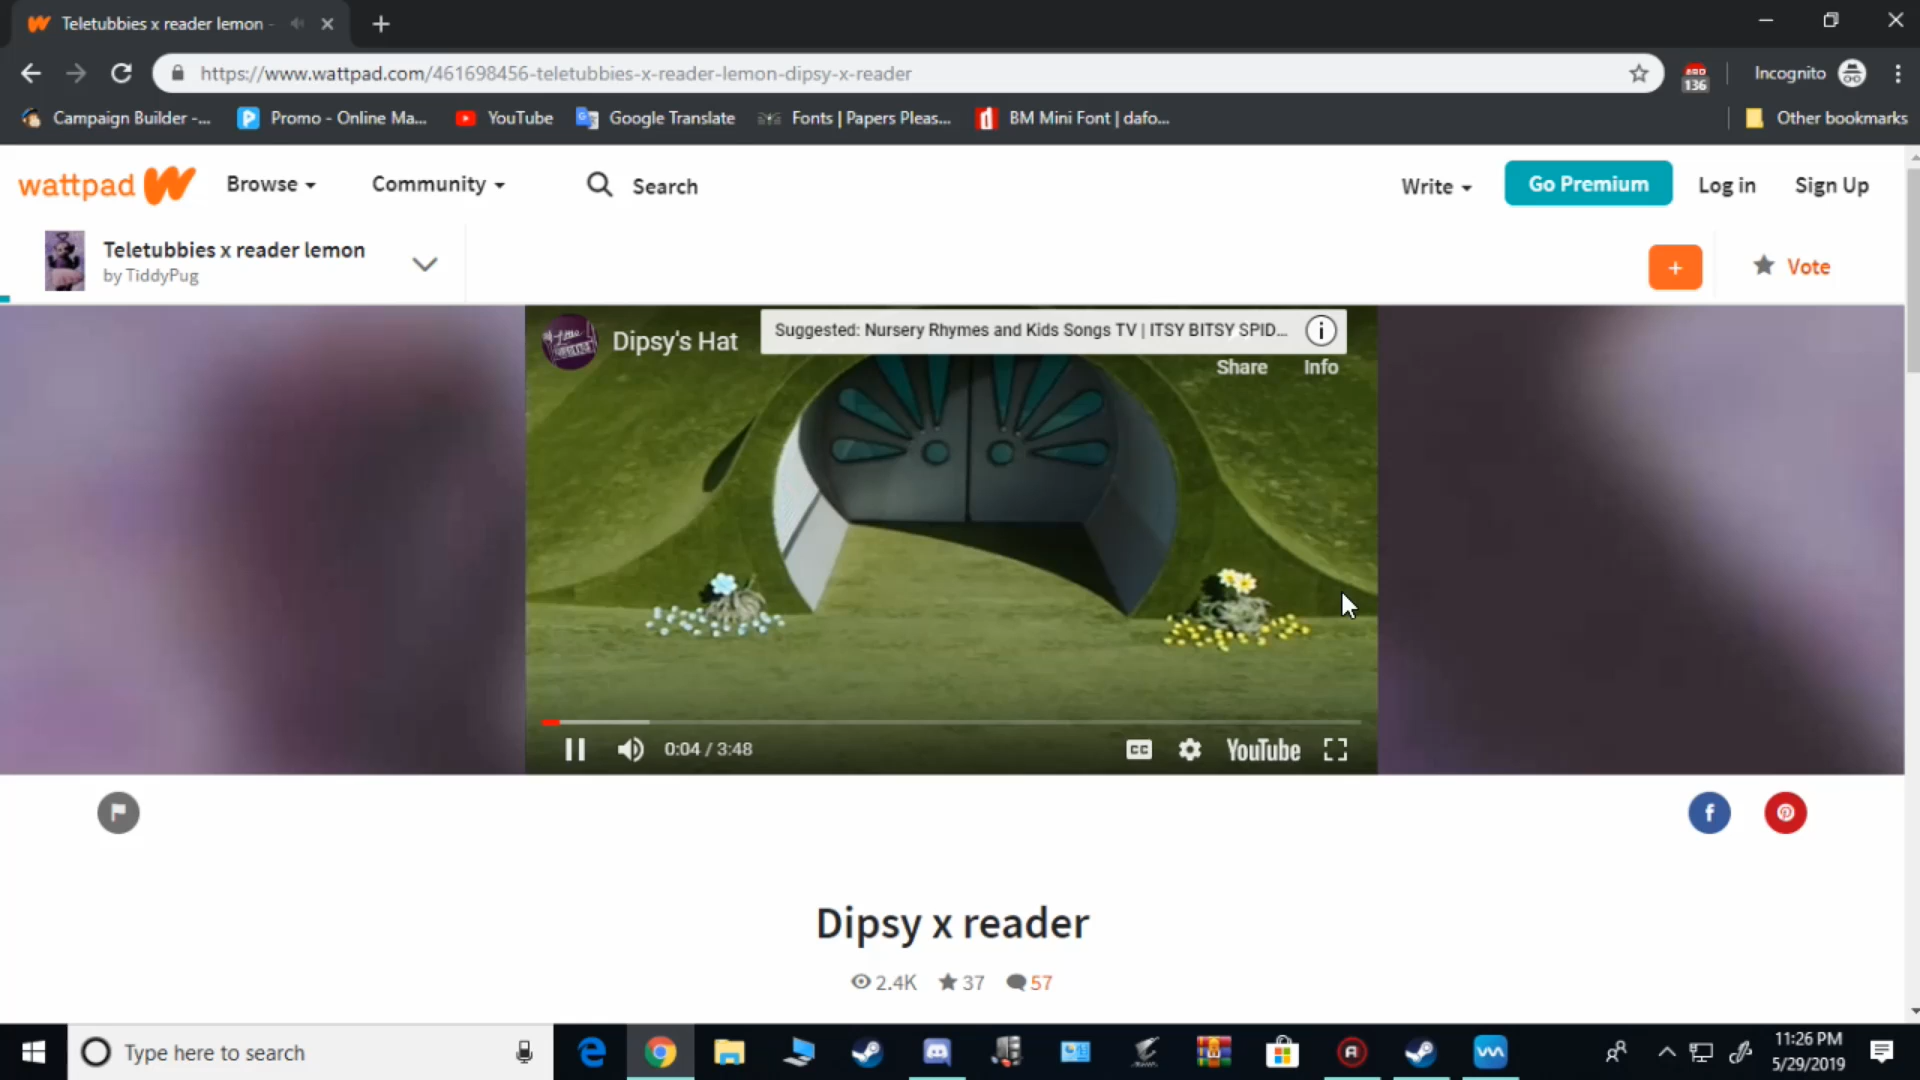 Teletubbies x reader lemon -
https://www.wattpad.com/461698456-teletubbies-x-reader-lemon-dipsy-x-reader
136
Incognito
Campaign Builder -...
Promo - Online Ma...
YouTube
Google Translate
Fonts | Papers Pleas...
BM Mini Font | dafo...
Other bookmarks
wattpad
Browse
Community
Search
Write
Go Premium
Log in
Sign Up
Teletubbies x reader lemon
by TiddyPug
+
Vote
Dipsy's Hat
Suggested: Nursery Rhymes and Kids Songs TV | ITSY BITSY SPID...
Share
Info
0:04 / 3:48
CC
YouTube
Dipsy x reader
2.4K
37
57
Type here to search
11:26 PM
5/29/2019